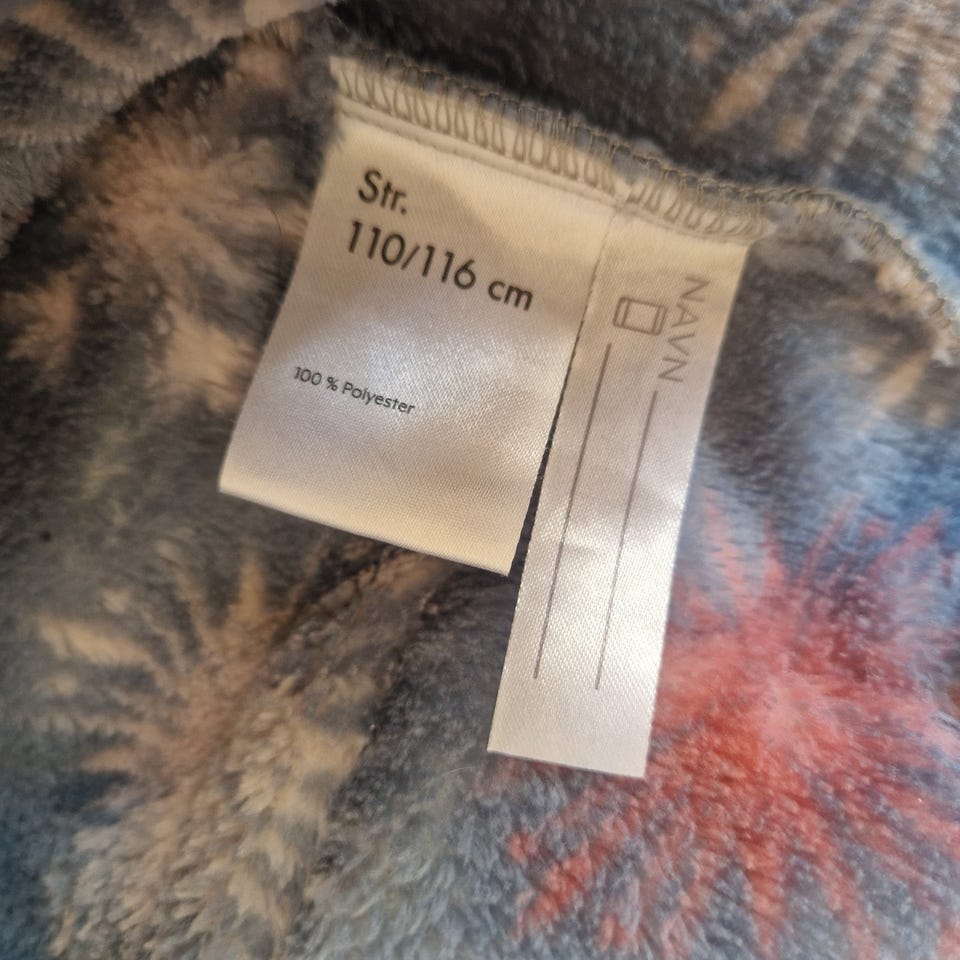 Str.
110/116 cm
100 % Polyester
NAVN